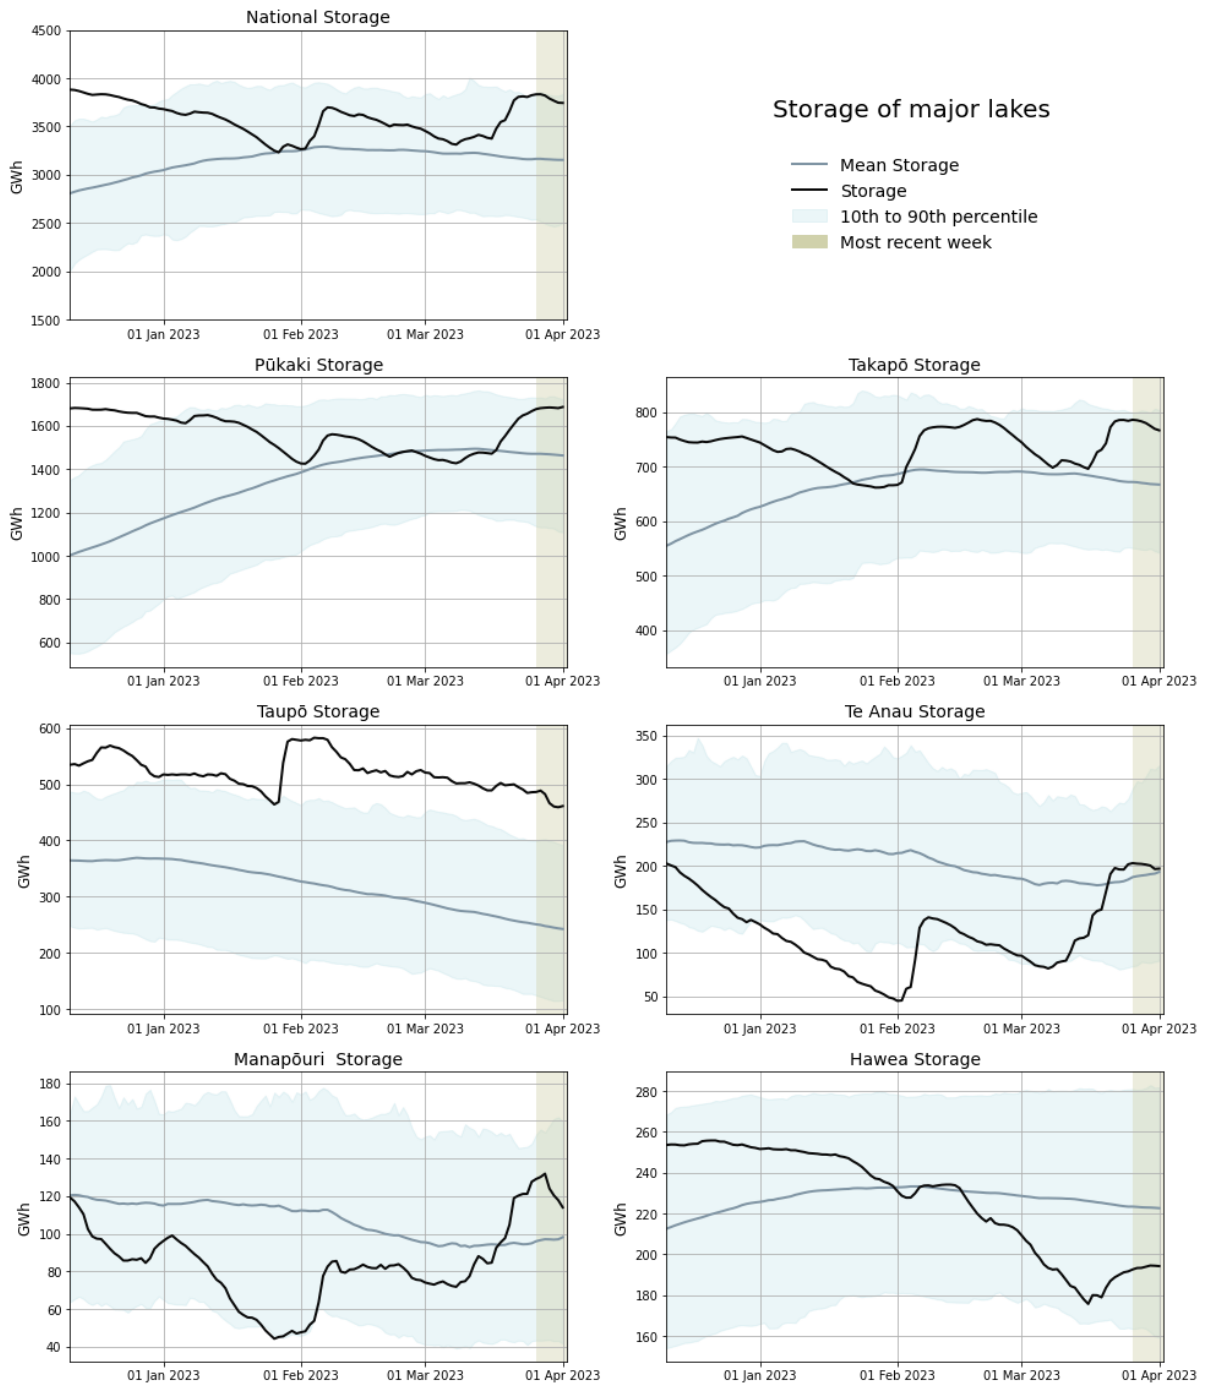 National Storage
4500
4000
3500
3000
2500
2000
1500
GWh
01 Jan 2023 01 Feb 2023 01 Mar 2023 01 Apr 2023
Storage of major lakes
Mean Storage
Storage
10th to 90th percentile
Most recent week
Pūkaki Storage
1800
1600
1400
1200
1000
800
600
GWh
01 Jan 2023 01 Feb 2023 01 Mar 2023 01 Apr 2023
Takapō Storage
800
700
600
500
400
GWh
01 Jan 2023 01 Feb 2023 01 Mar 2023 01 Apr 2023
Taupō Storage
600
500
400
300
200
100
GWh
01 Jan 2023 01 Feb 2023 01 Mar 2023 01 Apr 2023
Te Anau Storage
350
300
250
200
150
100
50
GWh
01 Jan 2023 01 Feb 2023 01 Mar 2023 01 Apr 2023
Manapōuri  Storage
180
160
140
120
100
80
60
40
GWh
01 Jan 2023 01 Feb 2023 01 Mar 2023 01 Apr 2023
Hawea Storage
280
260
240
220
200
180
160
GWh
01 Jan 2023 01 Feb 2023 01 Mar 2023 01 Apr 2023